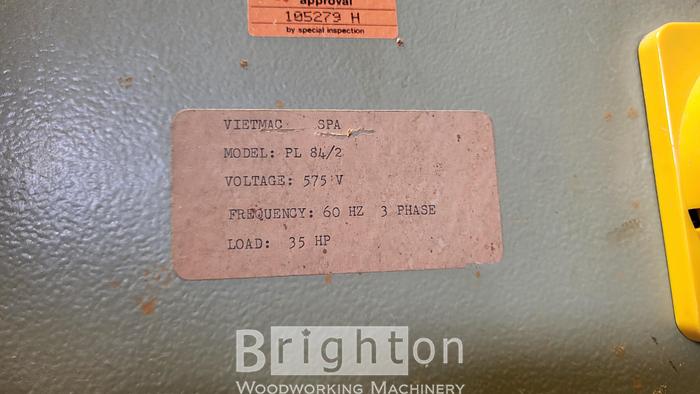 approval
105279 H
by special inspection
VIETMAC SPA
MODEL: PL 84/2
VOLTAGE: 575 V
FREQUENCY: 60 HZ 3 PHASE
LOAD: 35 HP
Brighton
WOODWORKING MACHINERY